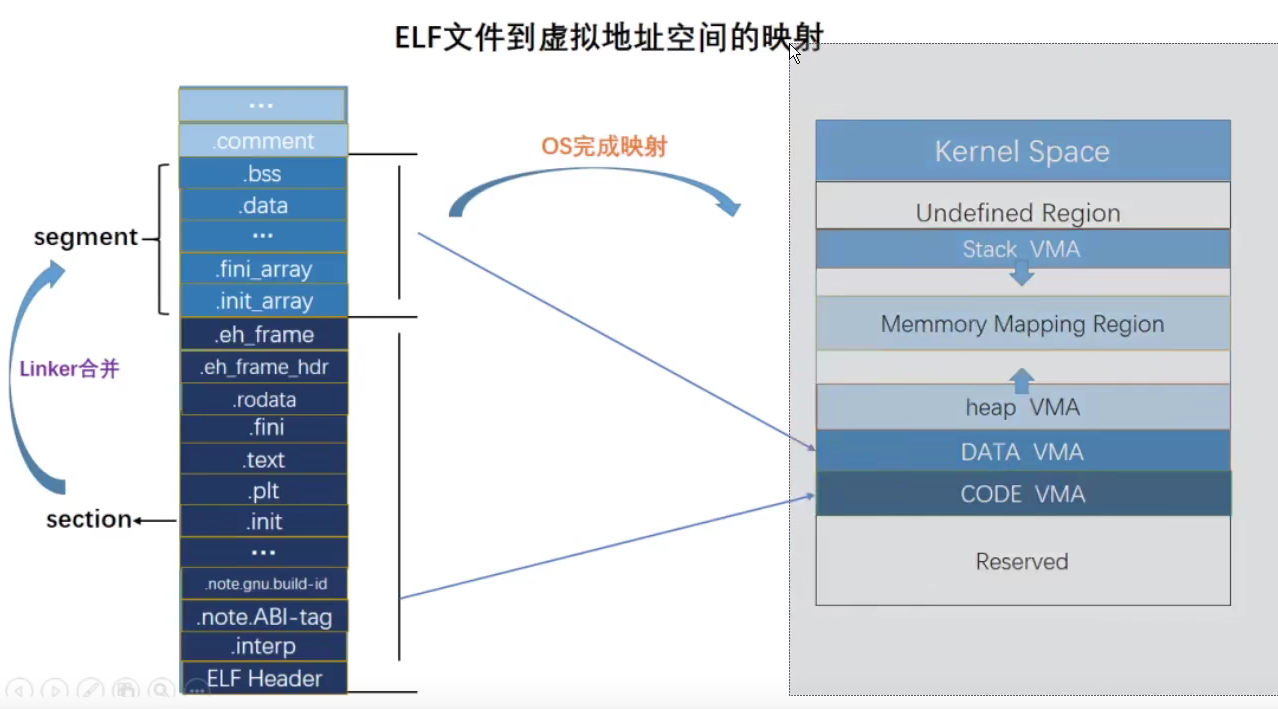 ELF文件到虚拟地址空间的映射
...
.comment
.bss
.data
...
.fini_array
.init_array
.eh_frame
.eh_frame_hdr
.rodata
.fini
.text
.plt
.init
...
.note.gnu.build-id
.note.ABI-tag
.interp
ELF Header
segment
Linker合并
section
OS完成映射
Kernel Space
Undefined Region
Stack VMA
Memmory Mapping Region
heap VMA
DATA VMA
CODE VMA
Reserved